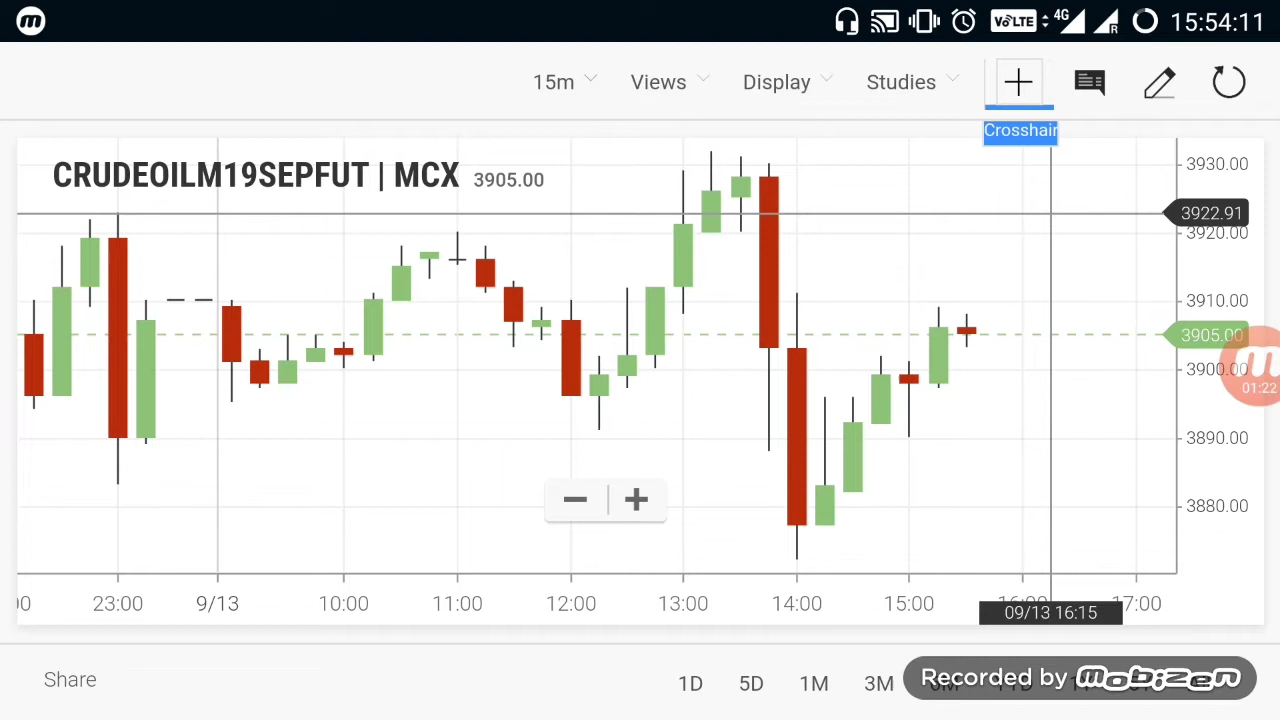 VoLTE 4G R 15:54:11
15m Views Display Studies
Crosshair
CRUDEOILM19SEPFUT | MCX 3905.00
3930.00
3922.91
3920.00
3910.00
3905.00
3900.00
01:22
3890.00
3880.00
23:00 9/13 10:00 11:00 12:00 13:00 14:00 15:00 17:00
09/13 16:15
Share 1D 5D 1M 3M
Recorded by mobizen